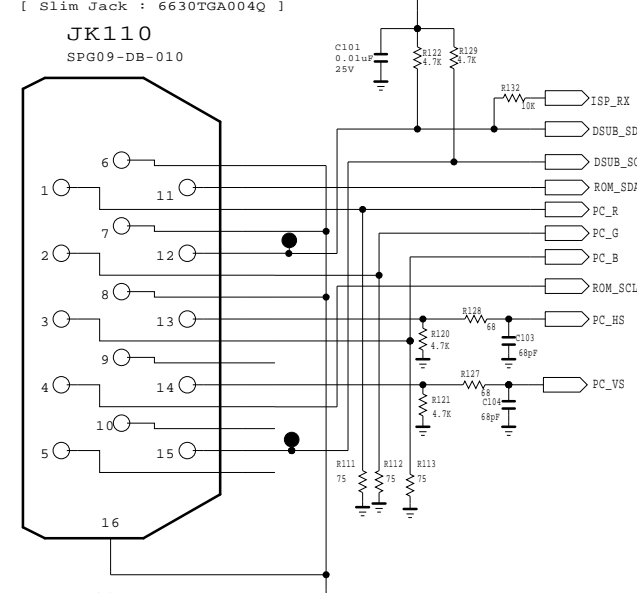 [ Slim Jack : 6630TGA004Q ]
JK110
SPG09-DB-010
C101
0.01uF
25V
R122
4.7K
R129
4.7K
R132
10K
ISP_RX
DSUB_SD
DSUB_SC
ROM_SDA
PC_R
PC_G
PC_B
ROM_SCL
PC_HS
PC_VS
6
1
11
7
2
12
8
3
13
9
4
14
10
5
15
16
R128
68
R120
4.7K
C103
68pF
R127
68
C104
68pF
R121
4.7K
R111
75
R112
75
R113
75